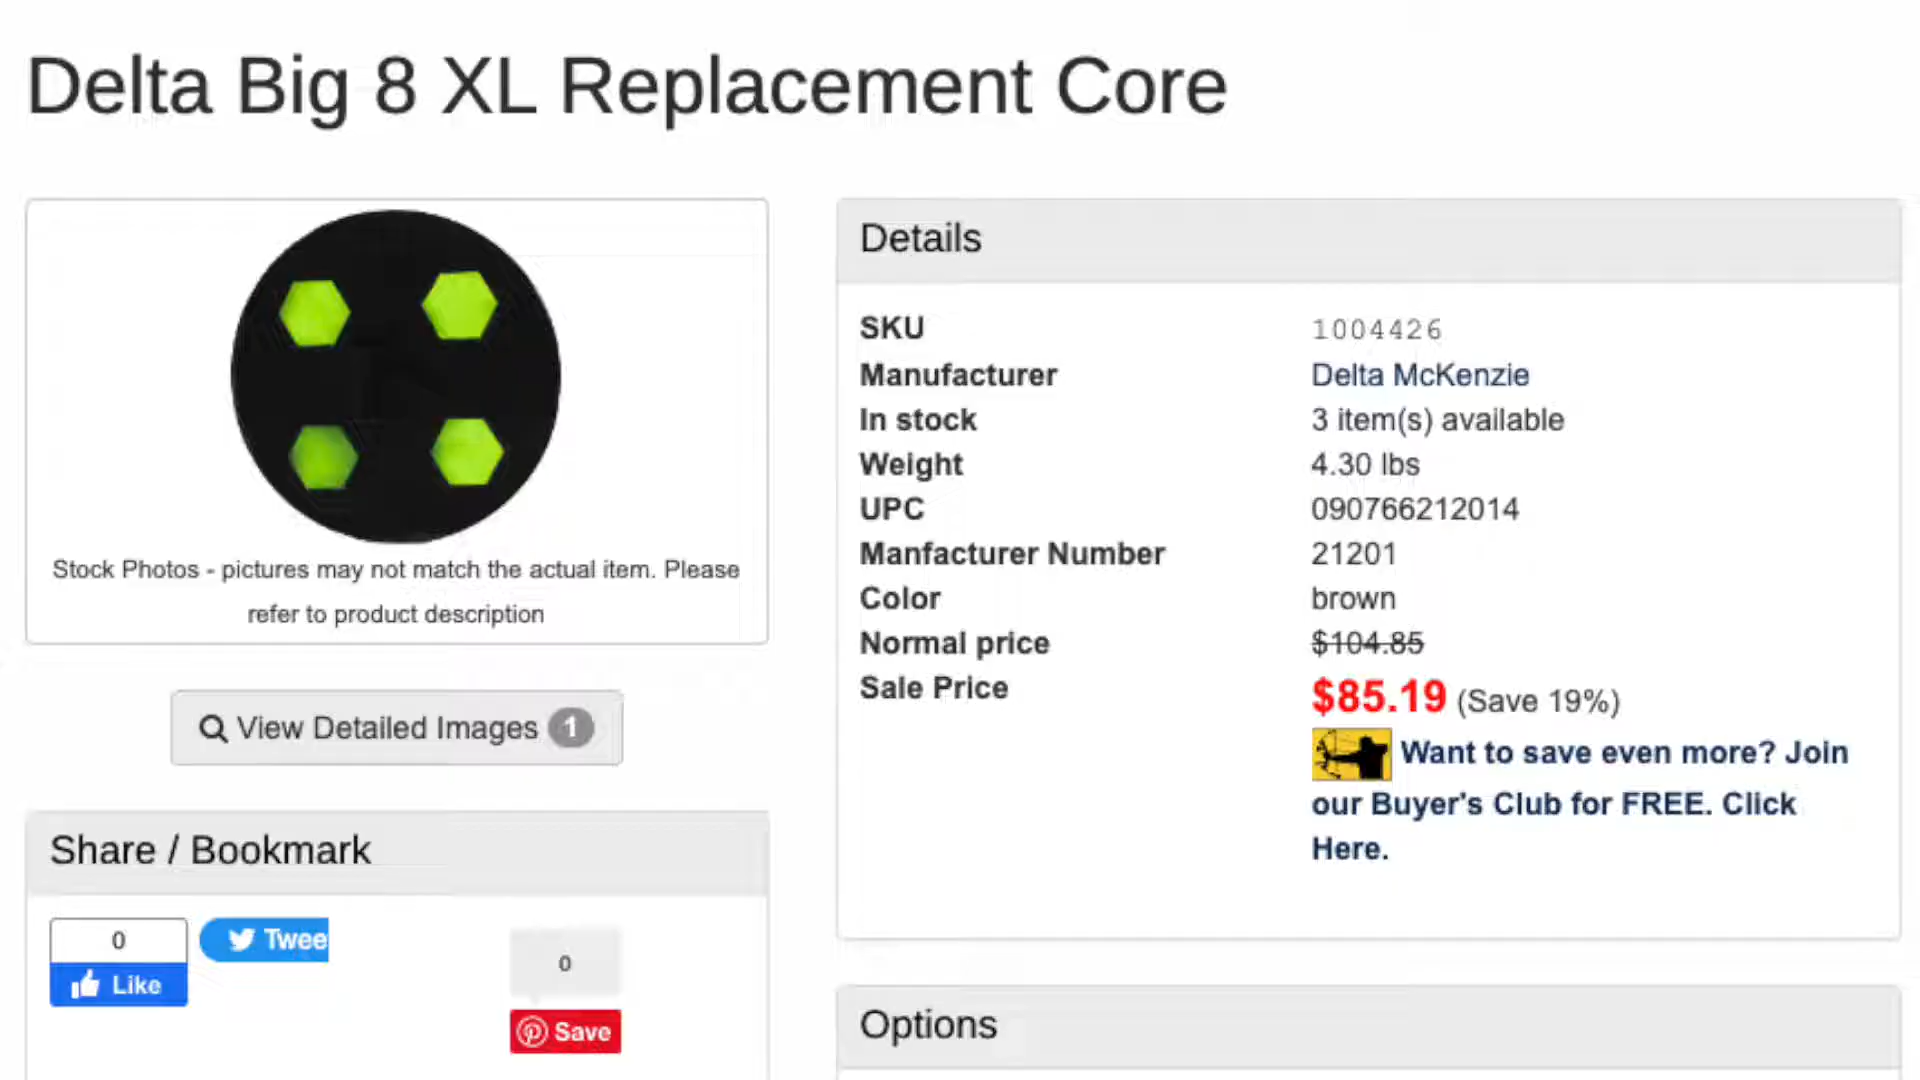 Delta Big 8 XL Replacement Core
Stock Photos - pictures may not match the actual item. Please
refer to product description
View Detailed Images 1
Share / Bookmark
0
Like
Twee
0
Save
Details
SKU 1004426
Manufacturer Delta McKenzie
In stock 3 item(s) available
Weight 4.30 lbs
UPC 090766212014
Manfacturer Number 21201
Color brown
Normal price $104.85
Sale Price $85.19 (Save 19%)
Want to save even more? Join
our Buyer's Club for FREE. Click
Here.
Options